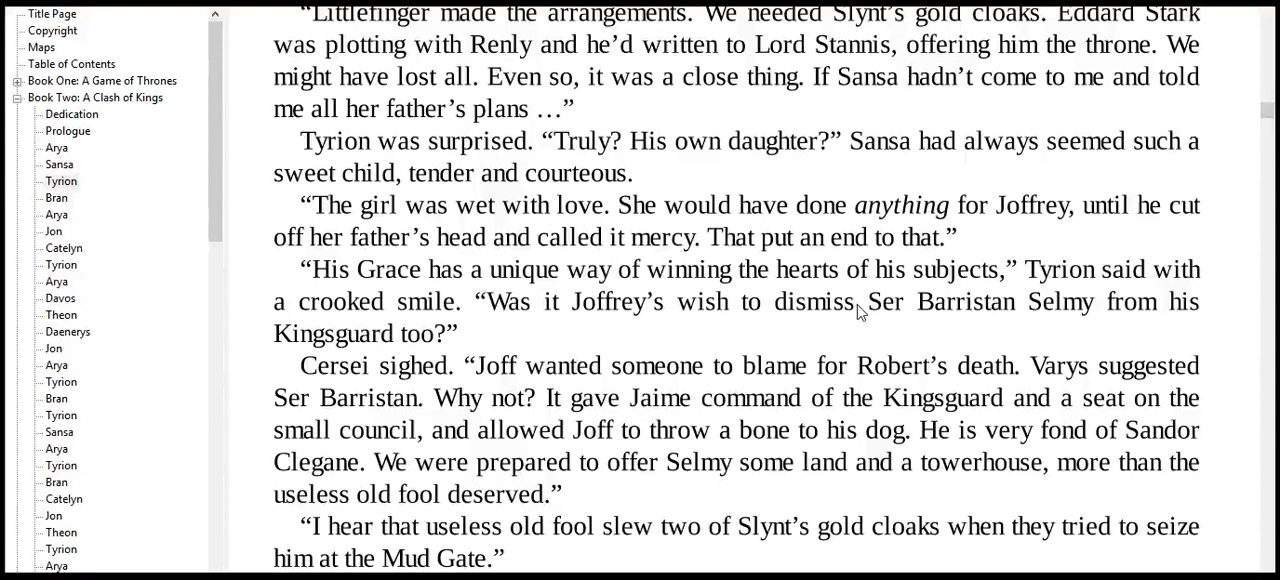 Title Page
Copyright
Maps
Table of Contents
Book One: A Game of Thrones
Book Two: A Clash of Kings
Dedication
Prologue
Arya
Sansa
Tyrion
Bran
Arya
Jon
Catelyn
Tyrion
Arya
Davos
Theon
Daenerys
Jon
Arya
Tyrion
Bran
Tyrion
Sansa
Arya
Tyrion
Bran
Catelyn
Jon
Theon
Tyrion
Arya
“Littlefinger made the arrangements. We needed Slynt’s gold cloaks. Eddard Stark
was plotting with Renly and he’d written to Lord Stannis, offering him the throne. We
might have lost all. Even so, it was a close thing. If Sansa hadn’t come to me and told
me all her father’s plans …”
Tyrion was surprised. “Truly? His own daughter?” Sansa had always seemed such a
sweet child, tender and courteous.
“The girl was wet with love. She would have done anything for Joffrey, until he cut
off her father’s head and called it mercy. That put an end to that.”
“His Grace has a unique way of winning the hearts of his subjects,” Tyrion said with
a crooked smile. “Was it Joffrey’s wish to dismiss Ser Barristan Selmy from his
Kingsguard too?”
Cersei sighed. “Joff wanted someone to blame for Robert’s death. Varys suggested
Ser Barristan. Why not? It gave Jaime command of the Kingsguard and a seat on the
small council, and allowed Joff to throw a bone to his dog. He is very fond of Sandor
Clegane. We were prepared to offer Selmy some land and a towerhouse, more than the
useless old fool deserved.”
“I hear that useless old fool slew two of Slynt’s gold cloaks when they tried to seize
him at the Mud Gate.”